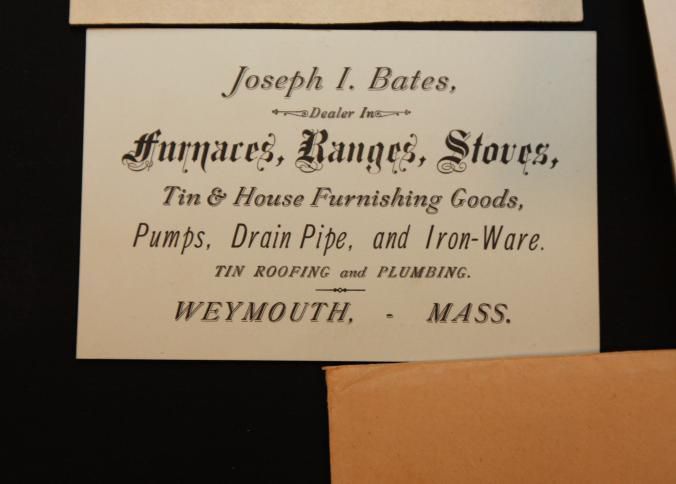 Joseph I. Bates,
Dealer In
Furnaces, Ranges, Stoves,
Tin & House Furnishing Goods,
Pumps, Drain Pipe, and Iron-Ware.
TIN ROOFING and PLUMBING.
WEYMOUTH, - MASS.